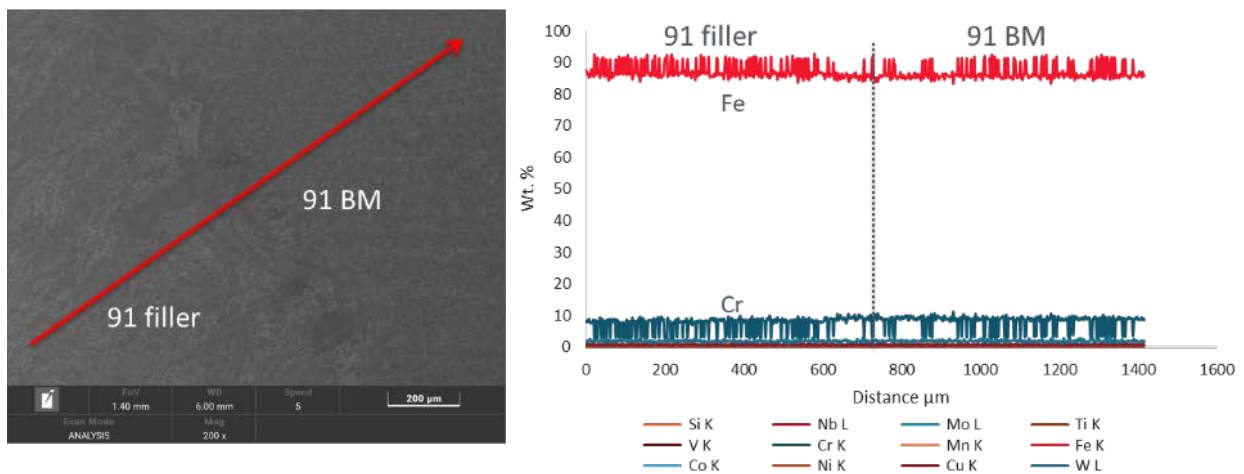 91 BM
91 filler
FoV WD Speed
1.40 mm 6.00 mm 5
200 µm
Scan Mode Mag
ANALYSIS 200 x
91 filler 91 BM
Fe
Cr
Wt. %
100
90
80
70
60
50
40
30
20
10
0
0 200 400 600 800 1000 1200 1400 1600
Distance µm
Si K Nb L Mo L Ti K
V K Cr K Mn K Fe K
Co K Ni K Cu K W L